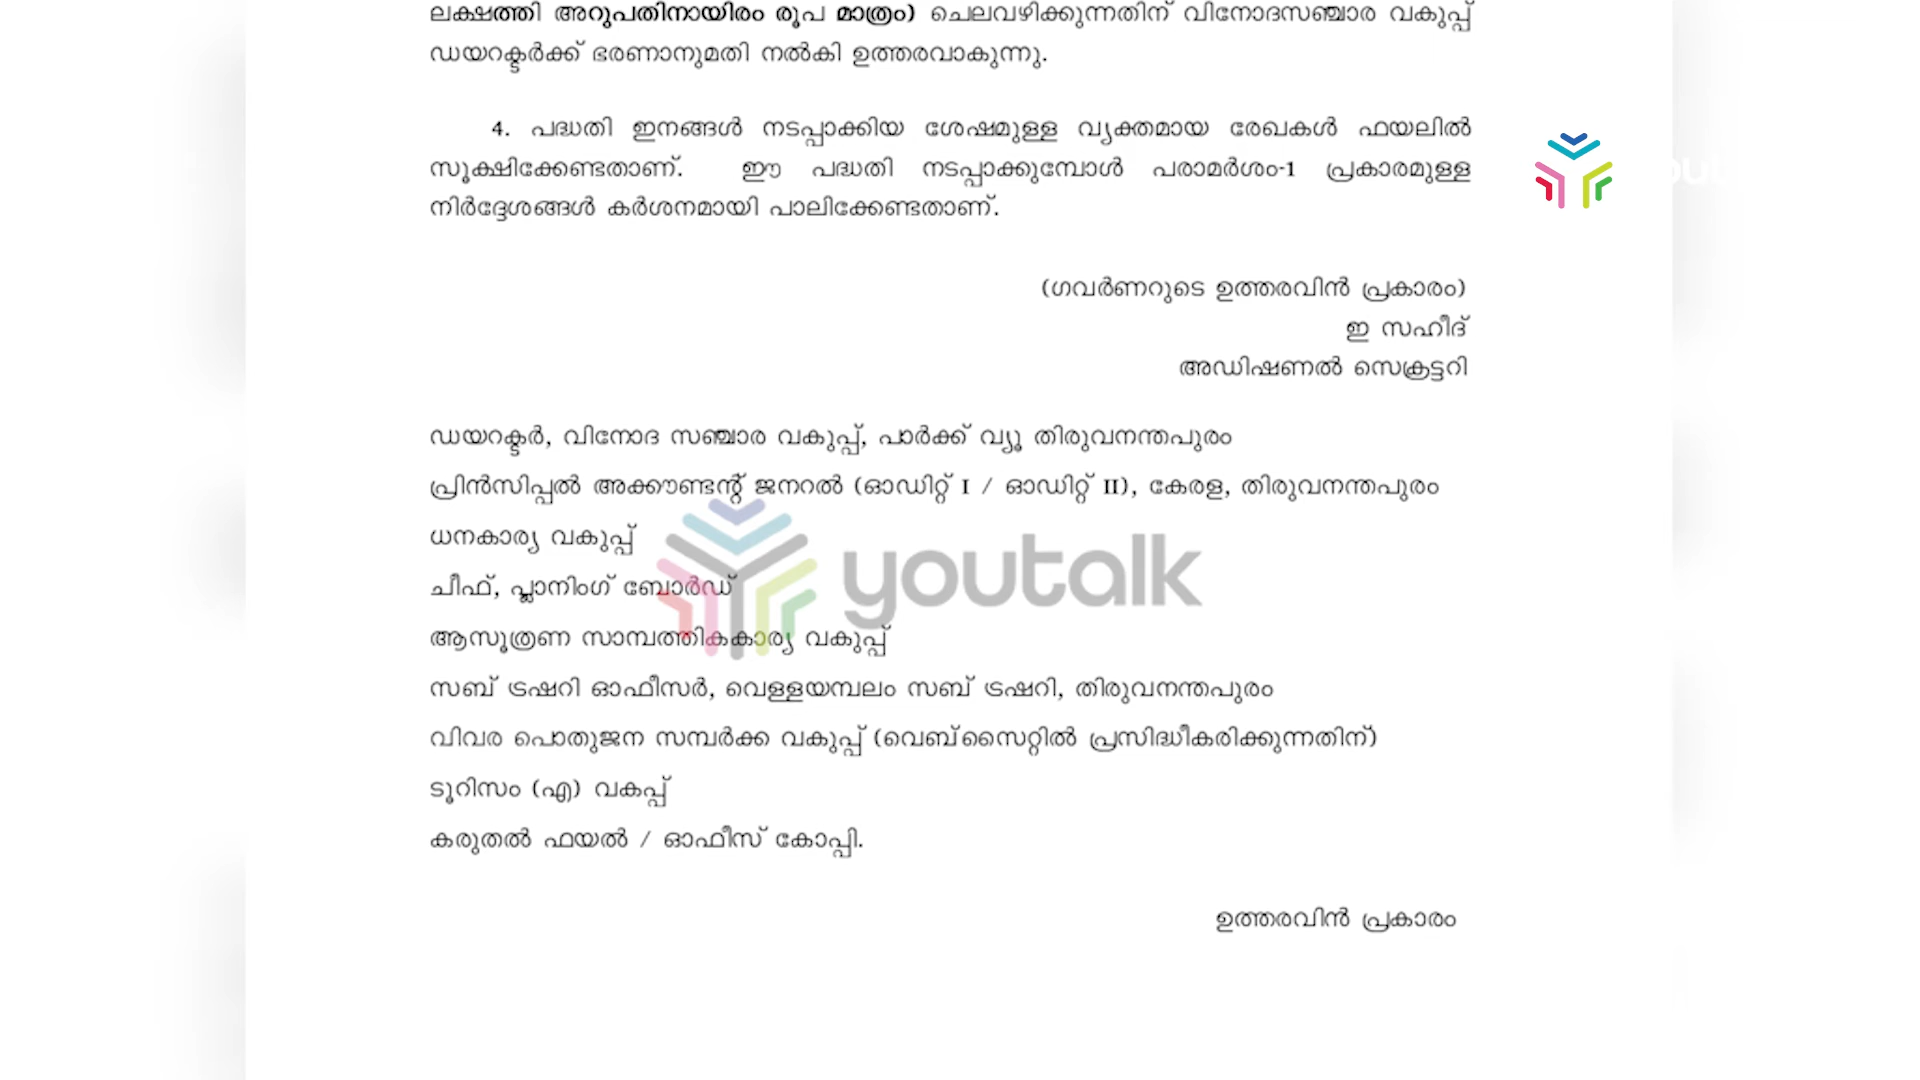 ലക്ഷത്തി അറുപതിനായിരം രൂപ മാത്രം) ചെലവഴിക്കുന്നതിന് വിനോദസഞ്ചാര വകുപ്പ്
ഡയറക്ടർക്ക് ഭരണാനുമതി നൽകി ഉത്തരവാകുന്നു.
4. പദ്ധതി ഇനങ്ങൾ നടപ്പാക്കിയ ശേഷമുള്ള വ്യക്തമായ രേഖകൾ ഫയലിൽ
സൂക്ഷിക്കേണ്ടതാണ്. ഈ പദ്ധതി നടപ്പാക്കുമ്പോൾ പരാമർശം-1 പ്രകാരമുള്ള
നിർദ്ദേശങ്ങൾ കർശനമായി പാലിക്കേണ്ടതാണ്.
(ഗവർണറുടെ ഉത്തരവിൻ പ്രകാരം)
ഇ സഹീദ്
അഡിഷണൽ സെക്രട്ടറി
ഡയറക്ടർ, വിനോദ സഞ്ചാര വകുപ്പ്, പാർക്ക് വ്യൂ തിരുവനന്തപുരം
പ്രിൻസിപ്പൽ അക്കൗണ്ടന്റ് ജനറൽ (ഓഡിറ്റ് I / ഓഡിറ്റ് II), കേരള, തിരുവനന്തപുരം
ധനകാര്യ വകുപ്പ്
ചീഫ്, പ്ലാനിംഗ് ബോർഡ്
youtalk
ആസൂത്രണ സാമ്പത്തികകാര്യ വകുപ്പ്
സബ് ട്രഷറി ഓഫീസർ, വെള്ളയമ്പലം സബ് ട്രഷറി, തിരുവനന്തപുരം
വിവര പൊതുജന സമ്പർക്ക വകുപ്പ് (വെബ്സൈറ്റിൽ പ്രസിദ്ധീകരിക്കുന്നതിന്)
ടൂറിസം (എ) വകപ്പ്
കരുതൽ ഫയൽ / ഓഫീസ് കോപ്പി.
ഉത്തരവിൻ പ്രകാരം